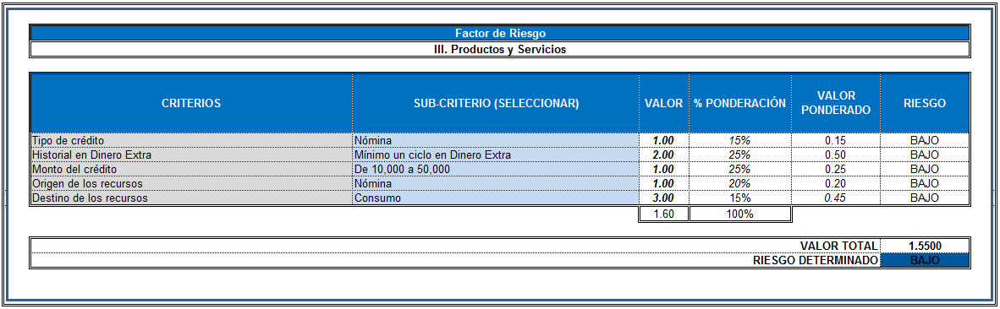 Factor de Riesgo
III. Productos y Servicios
CRITERIOS SUB-CRITERIO (SELECCIONAR) VALOR % PONDERACIÓN VALOR PONDERADO RIESGO
Tipo de crédito Nómina 1.00 15% 0.15 BAJO
Historial en Dinero Extra Mínimo un ciclo en Dinero Extra 2.00 25% 0.50 BAJO
Monto del crédito De 10,000 a 50,000 1.00 25% 0.25 BAJO
Origen de los recursos Nómina 1.00 20% 0.20 BAJO
Destino de los recursos Consumo 3.00 15% 0.45 BAJO
1.60 100%
VALOR TOTAL 1.5500
RIESGO DETERMINADO BAJO